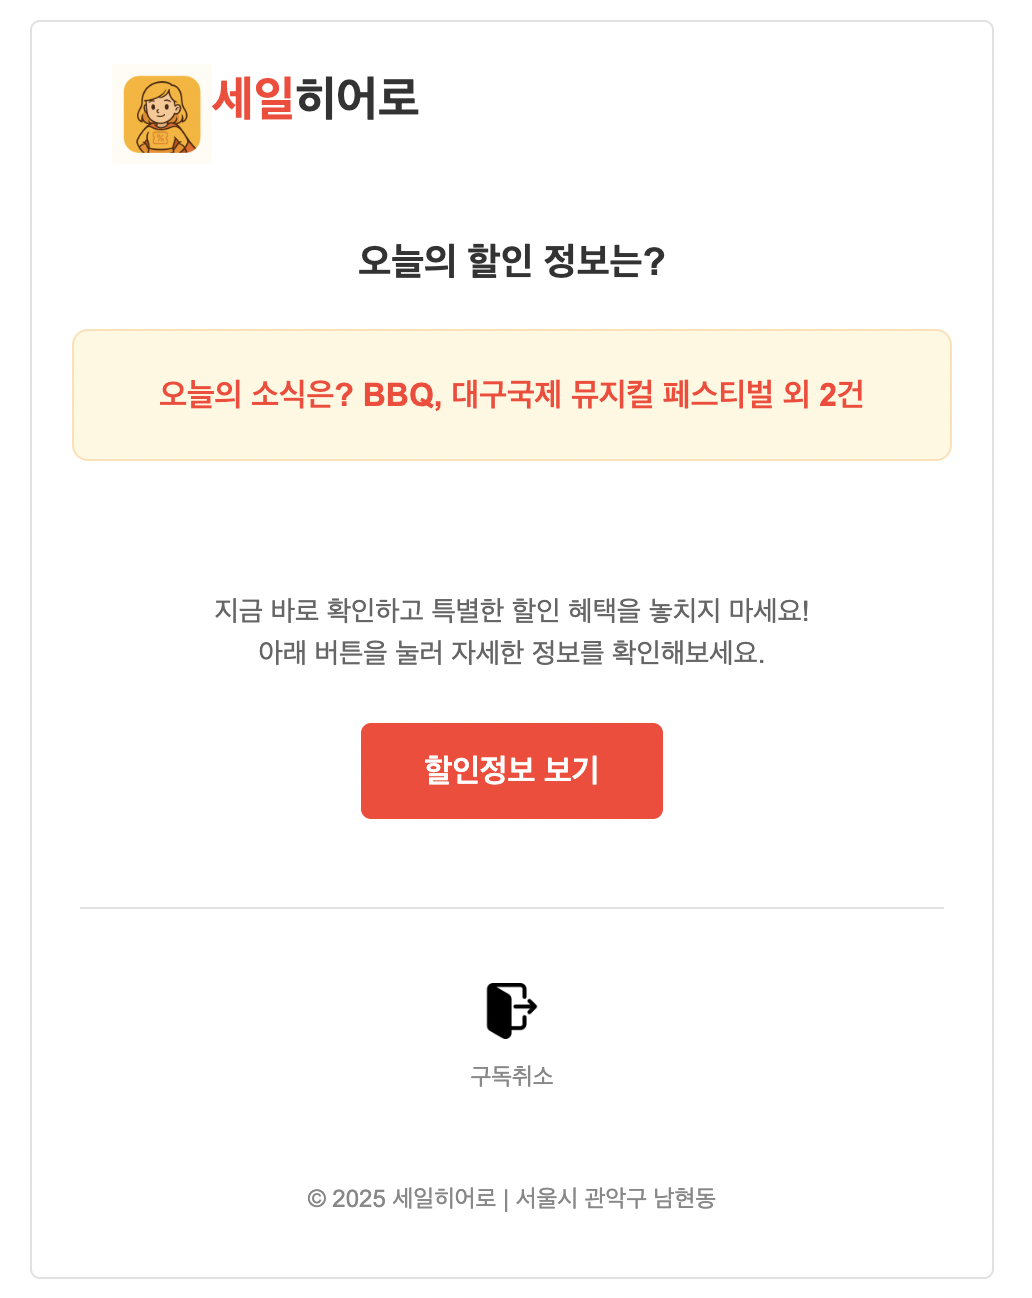 세일히어로
오늘의 할인 정보는?
오늘의 소식은? BBQ, 대구국제 뮤지컬 페스티벌 외 2건
지금 바로 확인하고 특별한 할인 혜택을 놓치지 마세요!
아래 버튼을 눌러 자세한 정보를 확인해보세요.
할인정보 보기
구독취소
© 2025 세일히어로 | 서울시 관악구 남현동